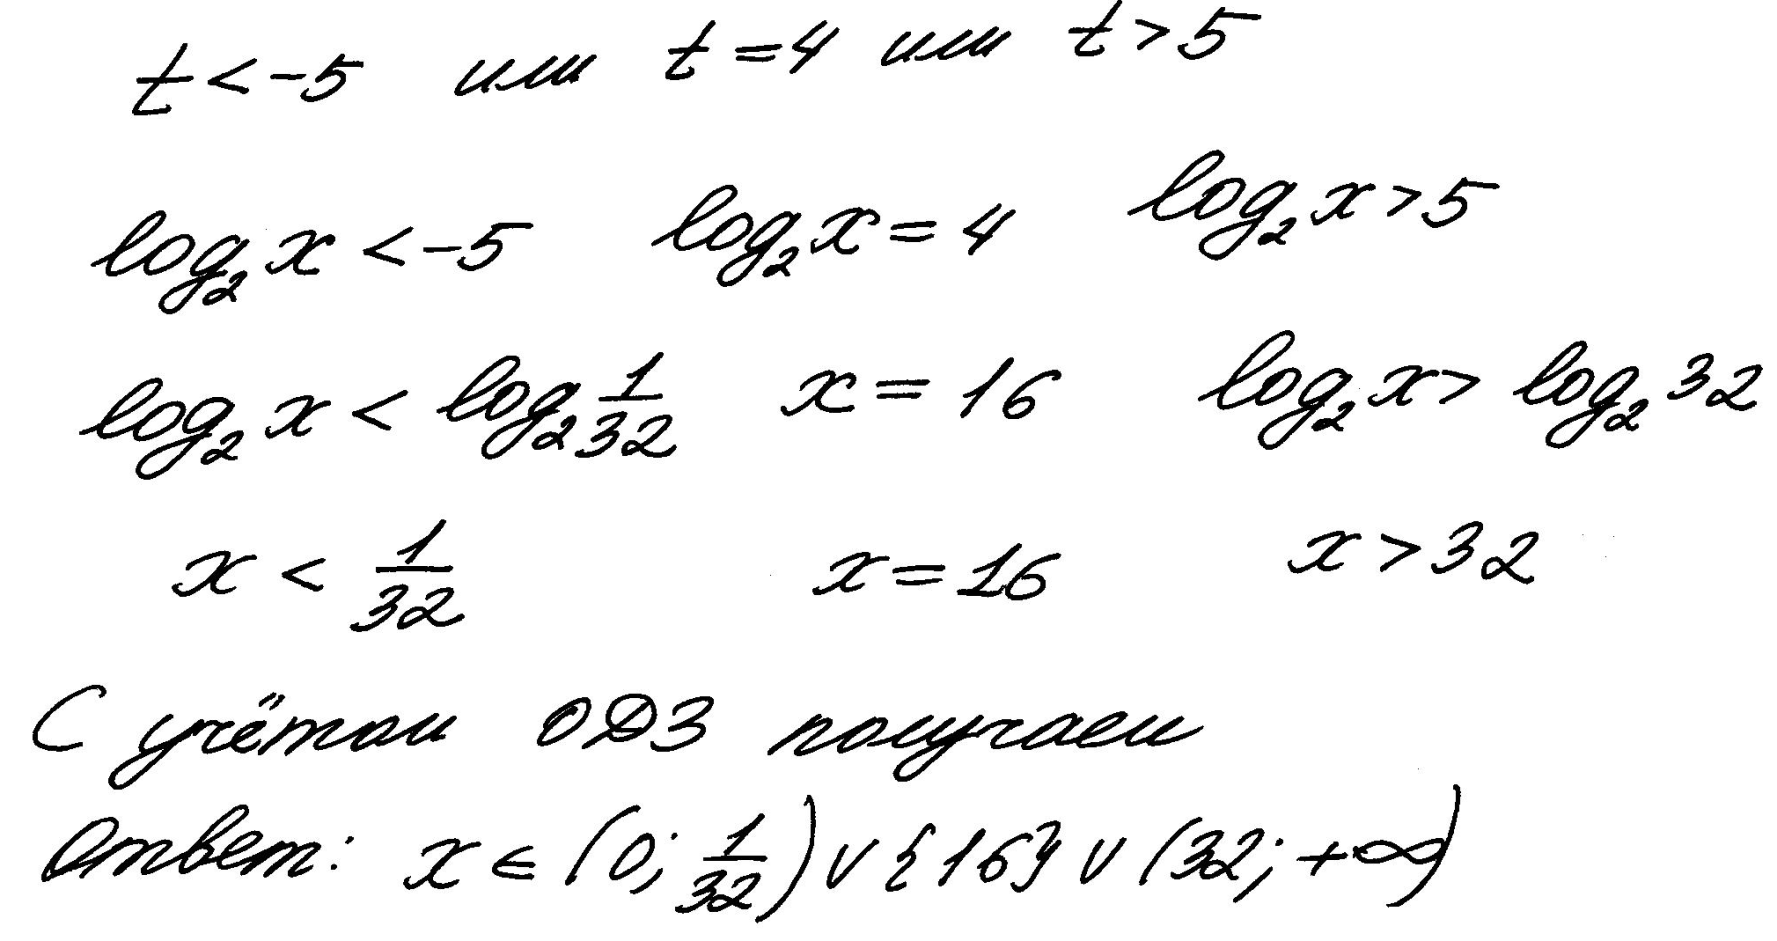 t < -5 или t = 4 или t > 5
log₂x < -5 log₂x = 4 log₂x > 5
log₂x < log₂ 1/32 x = 16 log₂x > log₂32
x < 1/32 x = 16 x > 32
С учётом ОДЗ получаем
Ответ: x ∈ (0; 1/32) ∪ {16} ∪ (32; +∞)